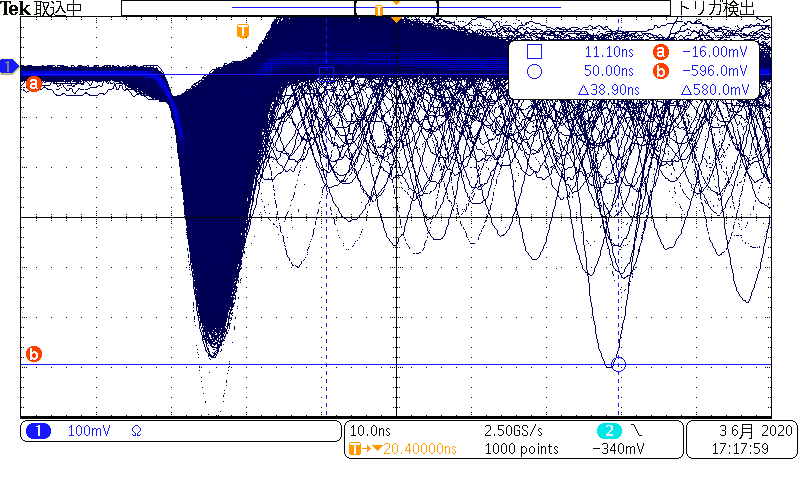 Tek 取込中 トリガ検出
T
T
1
a
11.10ns a −16.00mV
50.00ns b −596.0mV
△38.90ns △580.0mV
b
1 100mV Ω
10.0ns 2.50GS/s 2
T→▼20.40000ns 1000 points −340mV
3 6月 2020
17:17:59